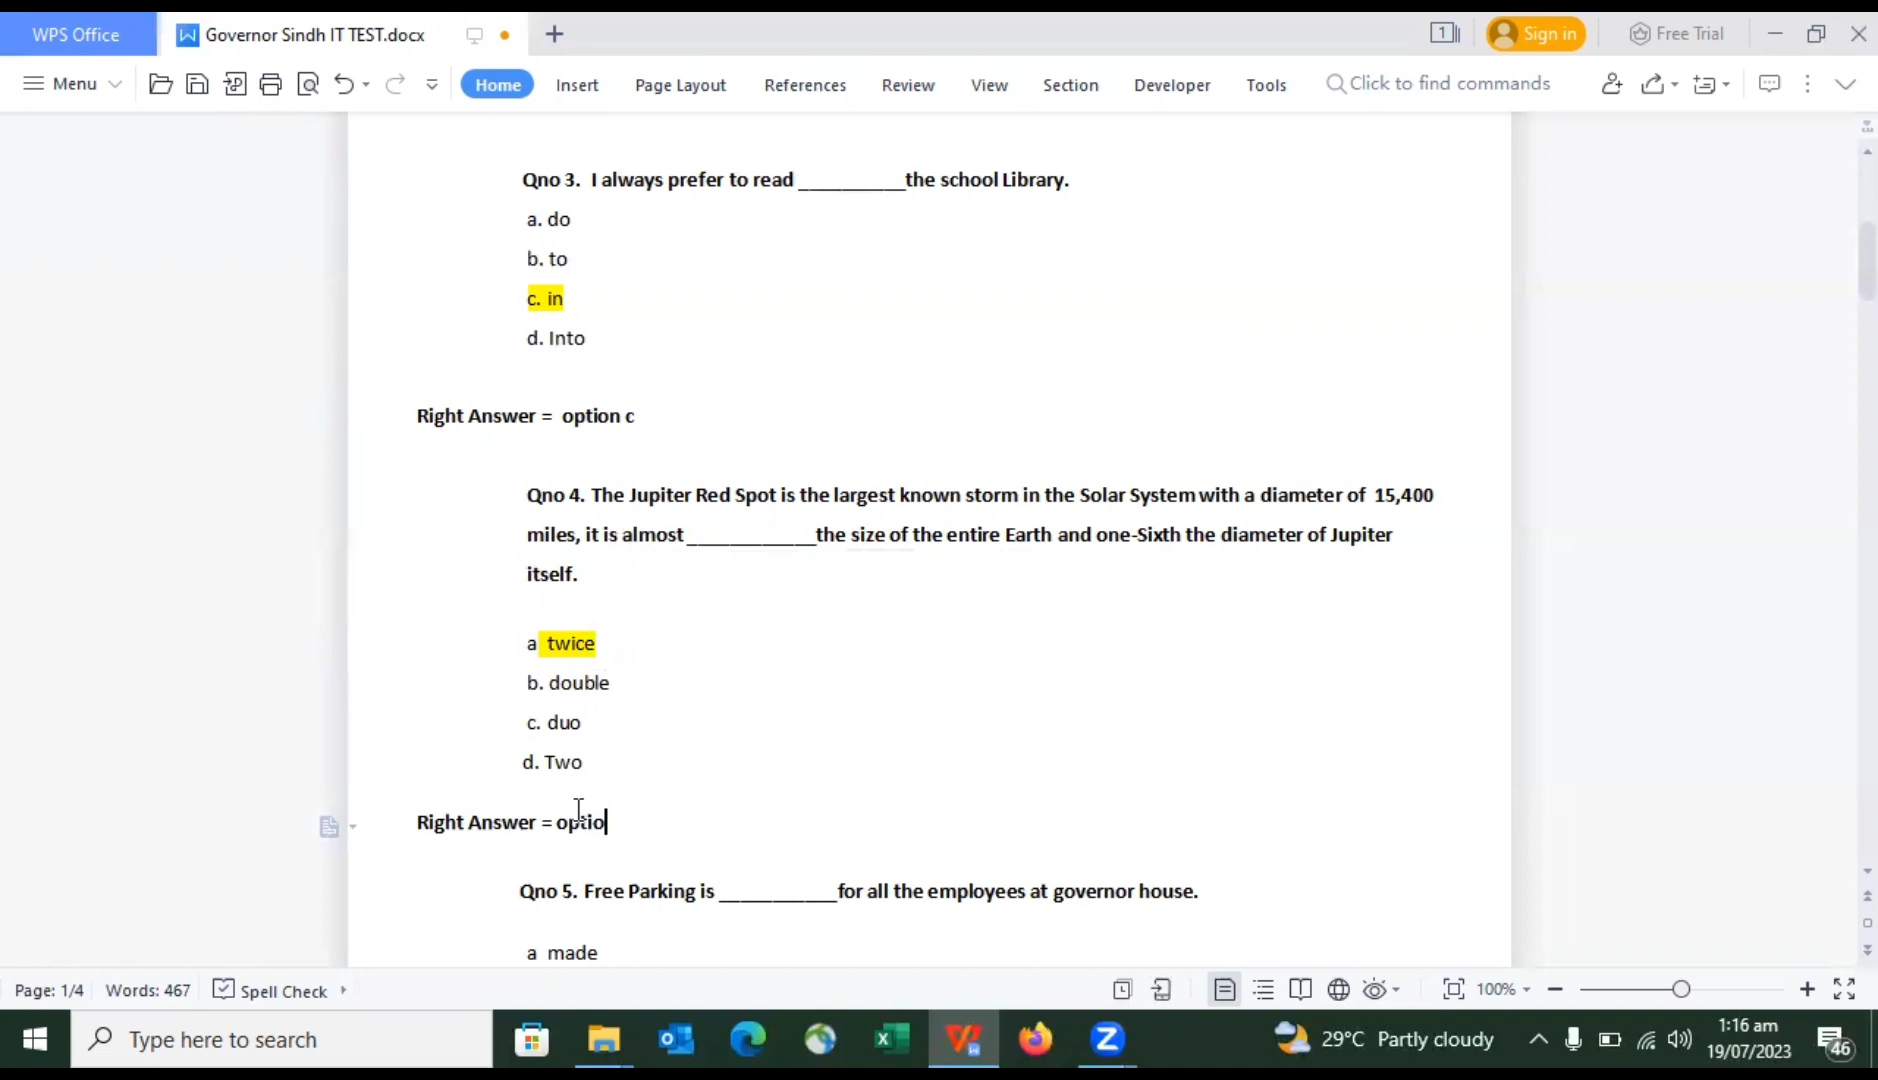 WPS Office
Governor Sindh IT TEST.docx
1
Sign in
Free Trial
Menu
Home Insert Page Layout References Review View Section Developer Tools Click to find commands
Qno 3. I always prefer to read __________the school Library.
a. do
b. to
c. in
d. Into
Right Answer = option c
Qno 4. The Jupiter Red Spot is the largest known storm in the Solar System with a diameter of 15,400
miles, it is almost ____________the size of the entire Earth and one-Sixth the diameter of Jupiter
itself.
a twice
b. double
c. duo
d. Two
Right Answer = optio
Qno 5. Free Parking is ___________for all the employees at governor house.
a made
Page: 1/4 Words: 467 Spell Check 100%
Type here to search
29°C Partly cloudy
1:16 am
19/07/2023
46